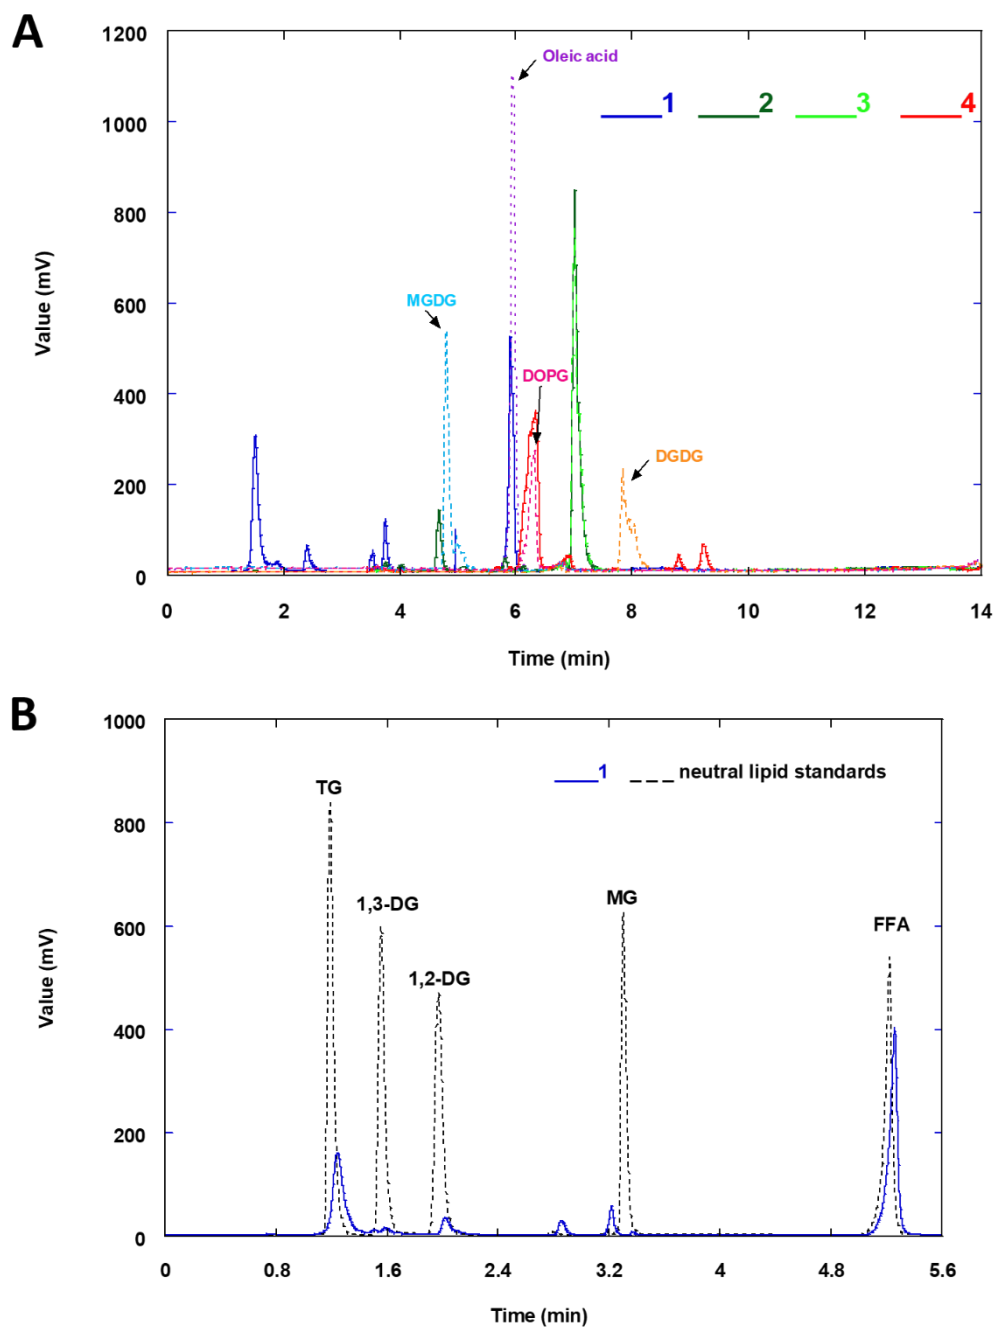 A
1200
1000
800
600
400
200
0
Value (mV)
Oleic acid
1 2 3 4
MGDG
DOPG
DGDG
0 2 4 6 8 10 12 14
Time (min)
B
1000
800
600
400
200
0
Value (mV)
1 neutral lipid standards
TG
1,3-DG
1,2-DG
MG
FFA
0 0.8 1.6 2.4 3.2 4 4.8 5.6
Time (min)